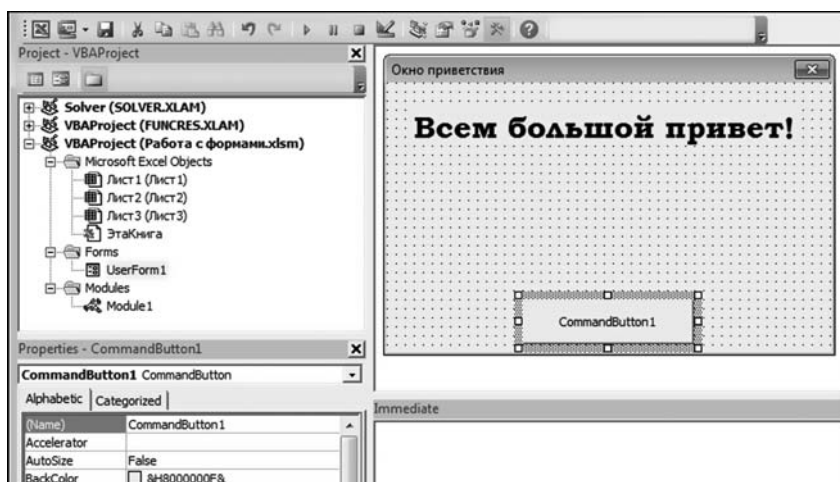 Project - VBAProject
Solver (SOLVER.XLAM)
VBAProject (FUNCRES.XLAM)
VBAProject (Работа с формами.xlsm)
Microsoft Excel Objects
Лист1 (Лист1)
Лист2 (Лист2)
Лист3 (Лист3)
ЭтаКнига
Forms
UserForm1
Modules
Module1
Properties - CommandButton1
CommandButton1 CommandButton
Alphabetic Categorized
(Name) CommandButton1
Accelerator
AutoSize False
BackColor &H8000000F&
Окно приветствия
Всем большой привет!
CommandButton1
Immediate